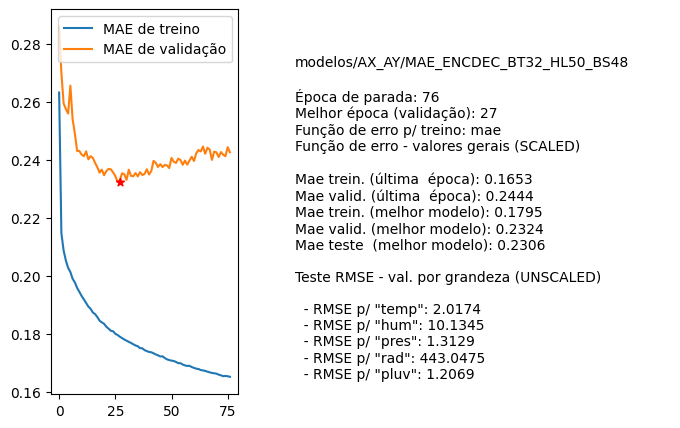 MAE de treino
MAE de validação
0.28
0.26
0.24
0.22
0.20
0.18
0.16
0
25
50
75
modelos/AX_AY/MAE_ENCDEC_BT32_HL50_BS48
Época de parada: 76
Melhor época (validação): 27
Função de erro p/ treino: mae
Função de erro - valores gerais (SCALED)
Mae trein. (última  época): 0.1653
Mae valid. (última  época): 0.2444
Mae trein. (melhor modelo): 0.1795
Mae valid. (melhor modelo): 0.2324
Mae teste  (melhor modelo): 0.2306
Teste RMSE - val. por grandeza (UNSCALED)
- RMSE p/ "temp": 2.0174
- RMSE p/ "hum": 10.1345
- RMSE p/ "pres": 1.3129
- RMSE p/ "rad": 443.0475
- RMSE p/ "pluv": 1.2069